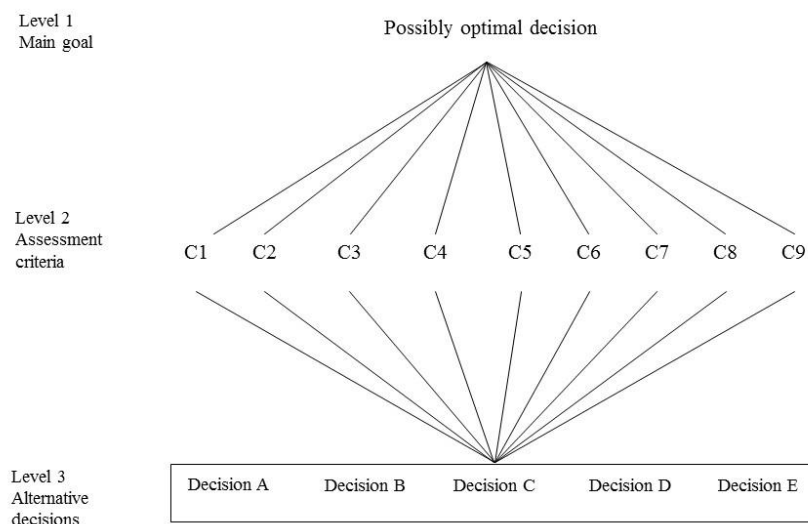 Level 1
Main goal
Possibly optimal decision
Level 2
Assessment
criteria
C1 C2 C3 C4 C5 C6 C7 C8 C9
Level 3
Alternative
decisions
Decision A Decision B Decision C Decision D Decision E